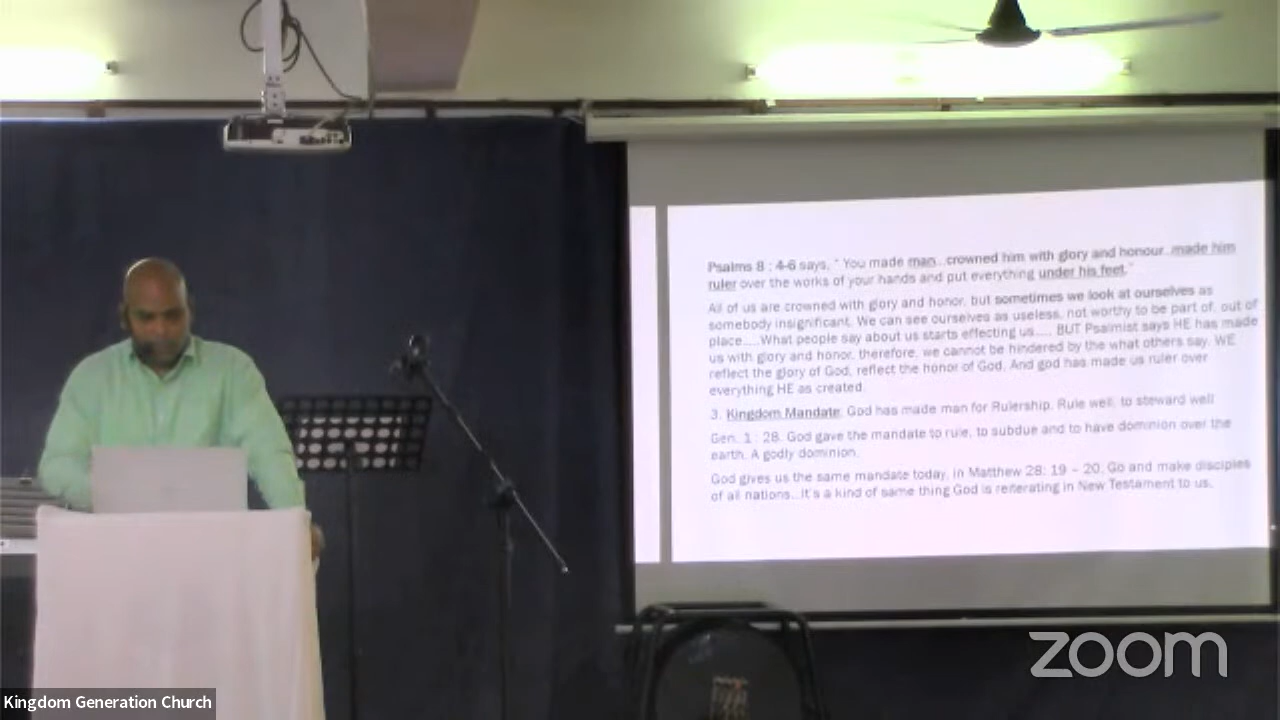 Psalms 8 : 4-6 says, " You made man.. crowned him with glory and honour..made him
ruler over the works of your hands and put everything under his feet."
All of us are crowned with glory and honor, but sometimes we look at ourselves as
somebody insignificant. We can see ourselves as useless, not worthy to be part of, out of
place.....What people say about us starts effecting us..... BUT Psalmist says HE has made
us with glory and honor, therefore, we cannot be hindered by the what others say. WE
reflect the glory of God, reflect the honor of God. And god has made us ruler over
everything HE as created.
3. Kingdom Mandate: God has made man for Rulership. Rule well, to steward well
Gen. 1 : 28. God gave the mandate to rule, to subdue and to have dominion over the
earth. A godly dominion.
God gives us the same mandate today, in Matthew 28: 19 – 20. Go and make disciples
of all nations...It's a kind of same thing God is reiterating in New Testament to us.
zoom
Kingdom Generation Church